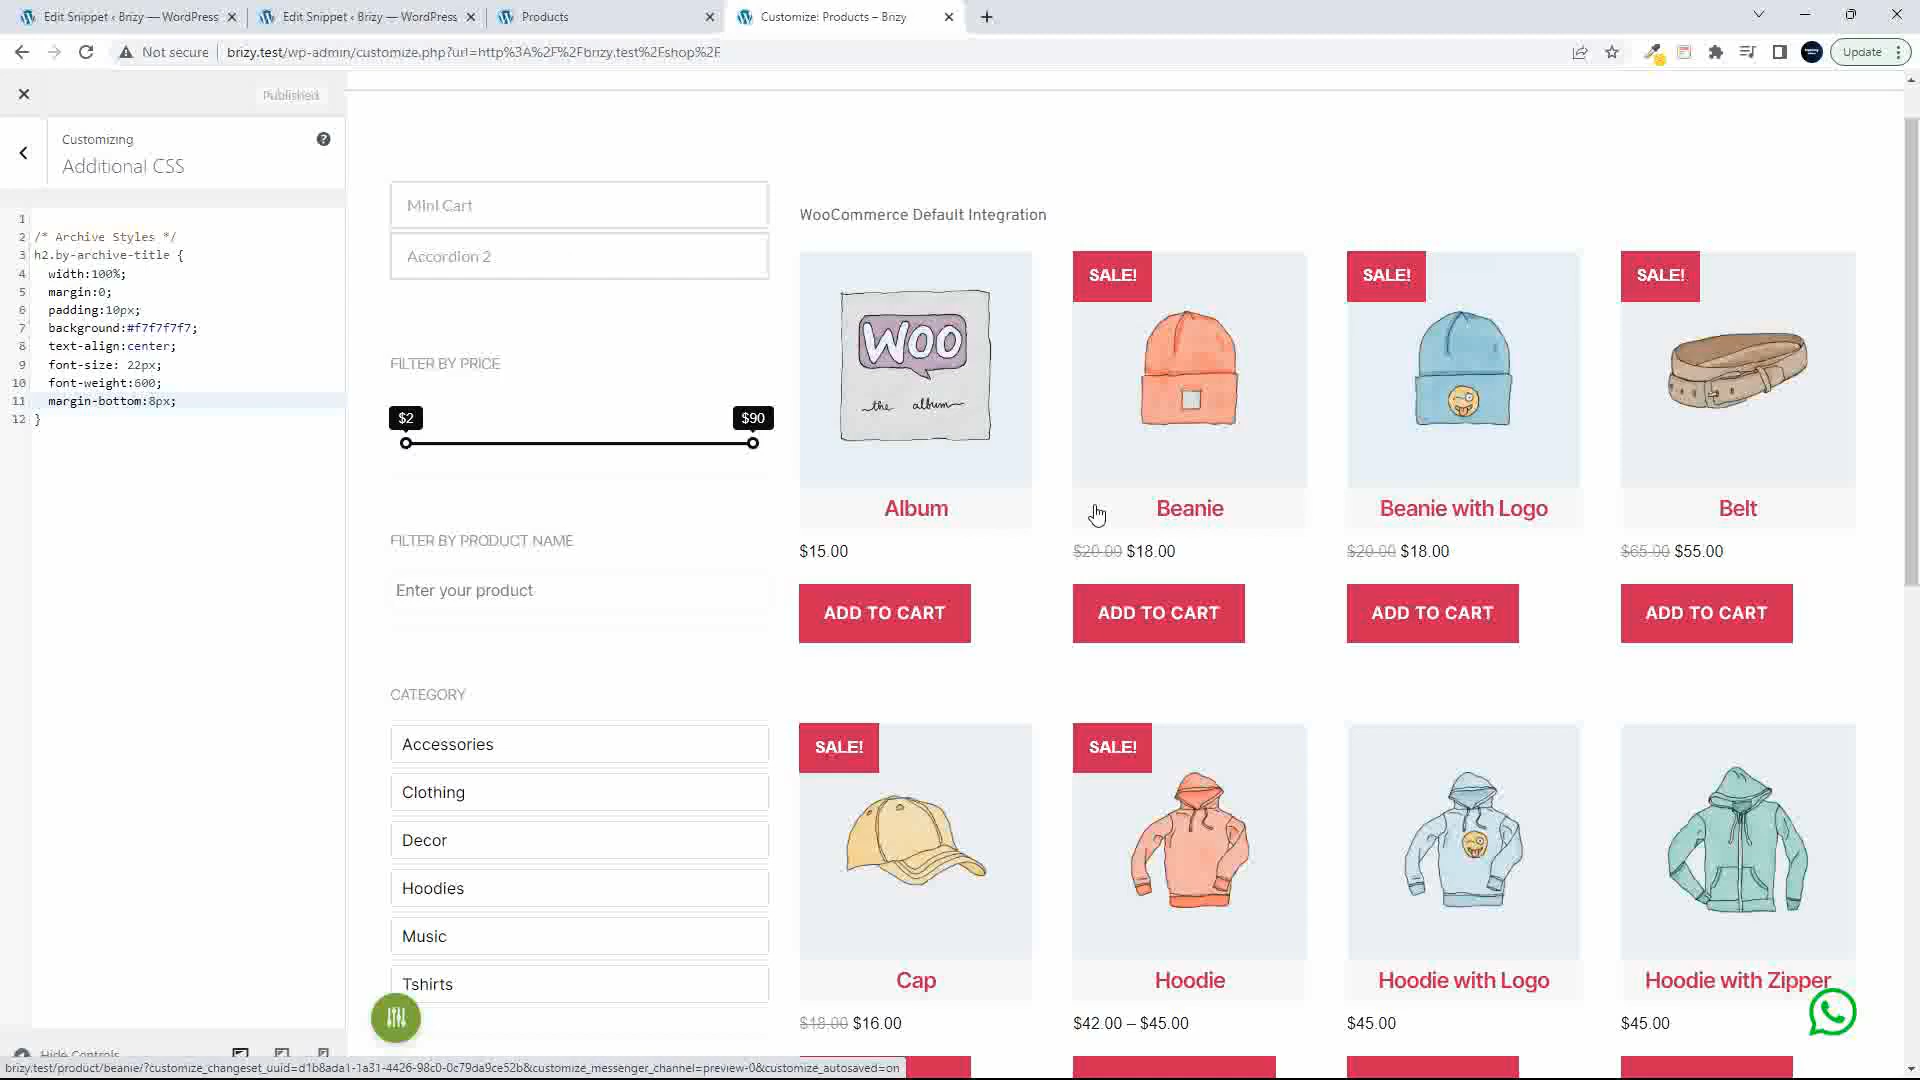 Edit Snippet ‹ Brizy — WordPress
Edit Snippet ‹ Brizy — WordPress
Products
Customize: Products – Brizy
Not secure
brizy.test/wp-admin/customize.php?url=http%3A%2F%2Fbrizy.test%2Fshop%2F
Update
Published
Customizing
Additional CSS
1
2 /* Archive Styles */
3 h2.by-archive-title {
4 width:100%;
5 margin:0;
6 padding:10px;
7 background:#f7f7f7f7;
8 text-align:center;
9 font-size: 22px;
10 font-weight:600;
11 margin-bottom:8px;
12 }
Hide Controls
Mini Cart
Accordion 2
FILTER BY PRICE
$2
$90
FILTER BY PRODUCT NAME
Enter your product
CATEGORY
Accessories
Clothing
Decor
Hoodies
Music
Tshirts
WooCommerce Default Integration
WOO
the album
Album
$15.00
ADD TO CART
SALE!
Beanie
$20.00 $18.00
ADD TO CART
SALE!
Beanie with Logo
$20.00 $18.00
ADD TO CART
SALE!
Belt
$65.00 $55.00
ADD TO CART
SALE!
Cap
$18.00 $16.00
SALE!
Hoodie
$42.00 – $45.00
Hoodie with Logo
$45.00
Hoodie with Zipper
$45.00
brizy.test/product/beanie/?customize_changeset_uuid=d1b8ada1-1a31-4426-98c0-0c79da9ce52b&customize_messenger_channel=preview-0&customize_autosaved=on